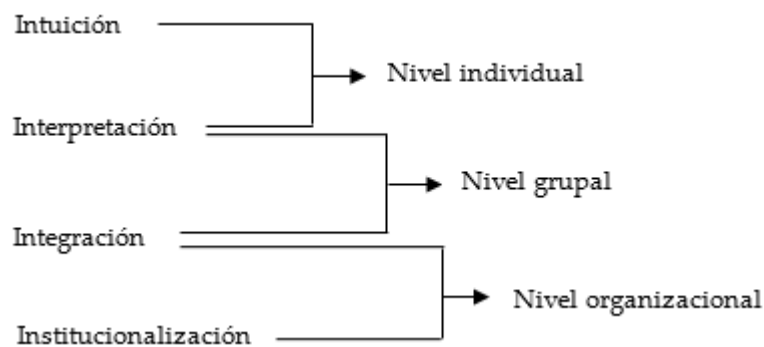 Intuición
Nivel individual
Interpretación
Nivel grupal
Integración
Nivel organizacional
Institucionalización